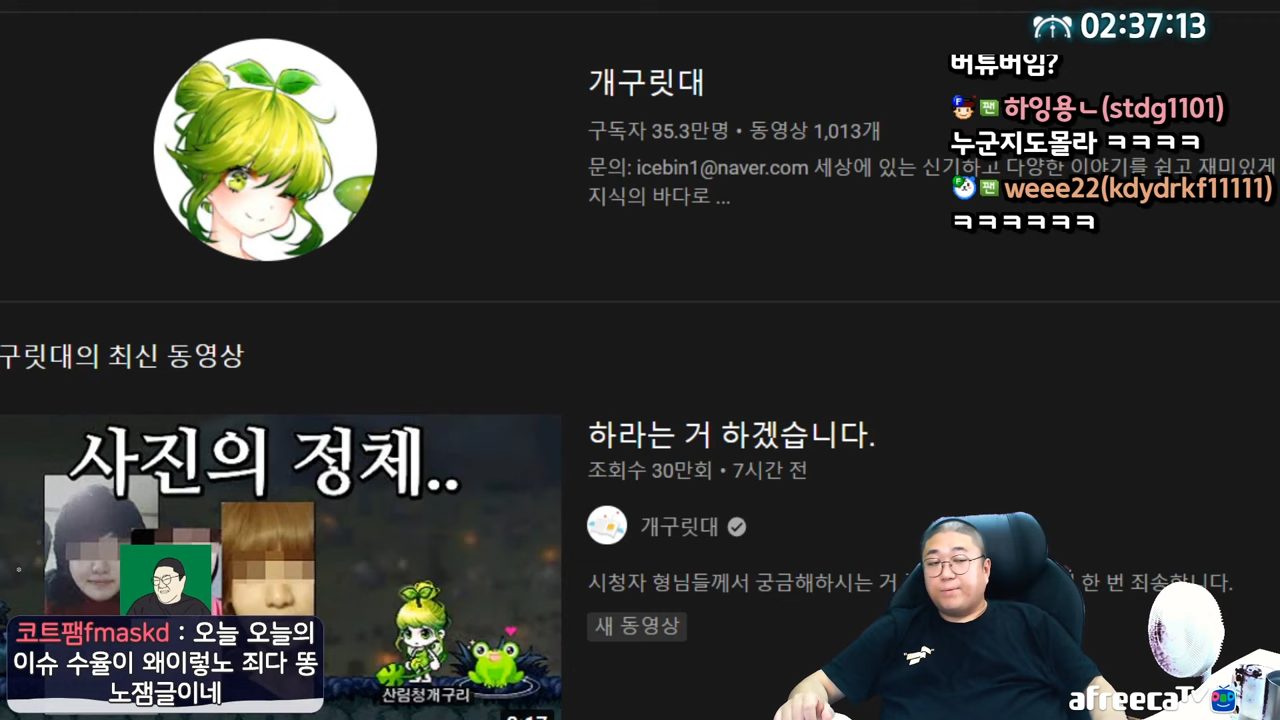 02:37:13
버튜버임?
하잉용ㄴ(stdg1101)
누군지도몰라 ㅋㅋㅋㅋ
weee22(kdydrkf11111)
ㅋㅋㅋㅋㅋㅋ
개구릿대
구독자 35.3만명 • 동영상 1,013개
문의: icebin1@naver.com 세상에 있는 신기하고 다양한 이야기를 쉽고 재미있게
지식의 바다로 ...
구릿대의 최신 동영상
사진의 정체..
산림청개구리
하라는 거 하겠습니다.
조회수 30만회 • 7시간 전
개구릿대
시청자 형님들께서 궁금해하시는 거
한 번 죄송합니다.
새 동영상
코트팸fmaskd : 오늘 오늘의
이슈 수율이 왜이렇노 죄다 똥
노잼글이네
afreecaTV